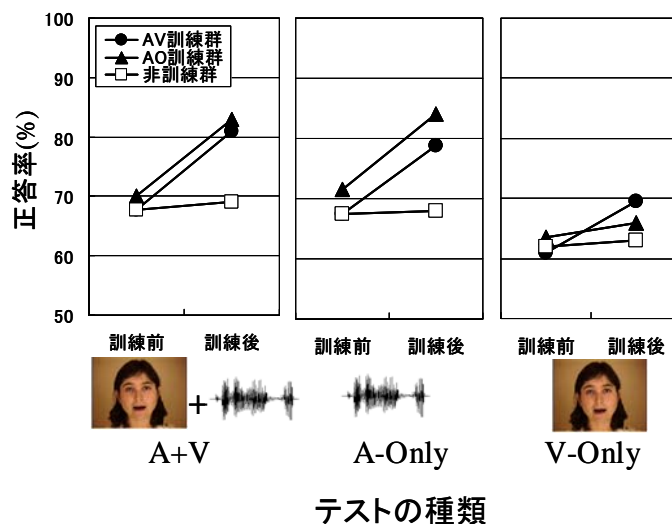 100
90
80
70
60
50
正答率(%)
AV訓練群
AO訓練群
非訓練群
訓練前 訓練後
訓練前 訓練後
訓練前 訓練後
+
A+V
A-Only
V-Only
テストの種類